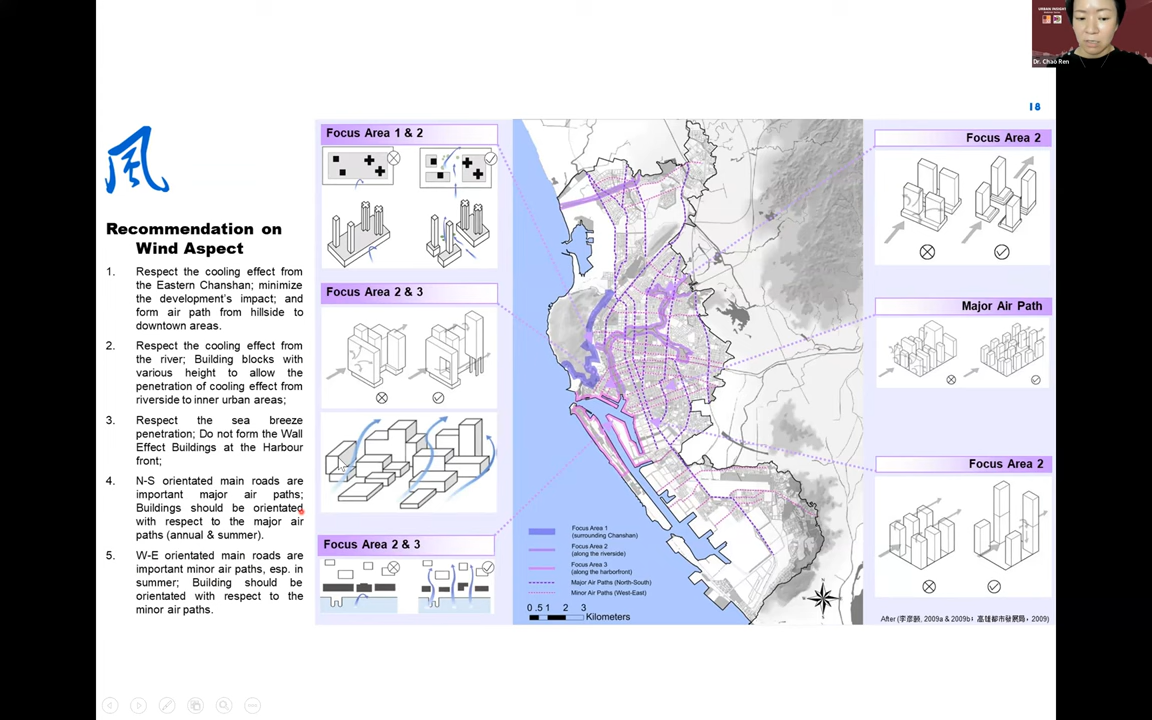 URBAN INSIGHT
Dr. Chao Ren
18
風
Recommendation on
Wind Aspect
1. Respect the cooling effect from
the Eastern Chanshan; minimize
the development's impact; and
form air path from hillside to
downtown areas.
2. Respect the cooling effect from
the river; Building blocks with
various height to allow the
penetration of cooling effect from
riverside to inner urban areas;
3. Respect the sea breeze
penetration; Do not form the Wall
Effect Buildings at the Harbour
front;
4. N-S orientated main roads are
important major air paths;
Buildings should be orientated
with respect to the major air
paths (annual & summer).
5. W-E orientated main roads are
important minor air paths, esp. in
summer; Building should be
orientated with respect to the
minor air paths.
Focus Area 1 & 2
Focus Area 2 & 3
Focus Area 2 & 3
Focus Area 1
(surrounding Chanshan)
Focus Area 2
(along the riverside)
Focus Area 3
(along the harborfront)
Major Air Paths (North-South)
Minor Air Paths (West-East)
0 .5 1 2 3
Kilometers
Focus Area 2
Major Air Path
Focus Area 2
After (李彥頤, 2009a & 2009b; 高雄都市發展局, 2009)